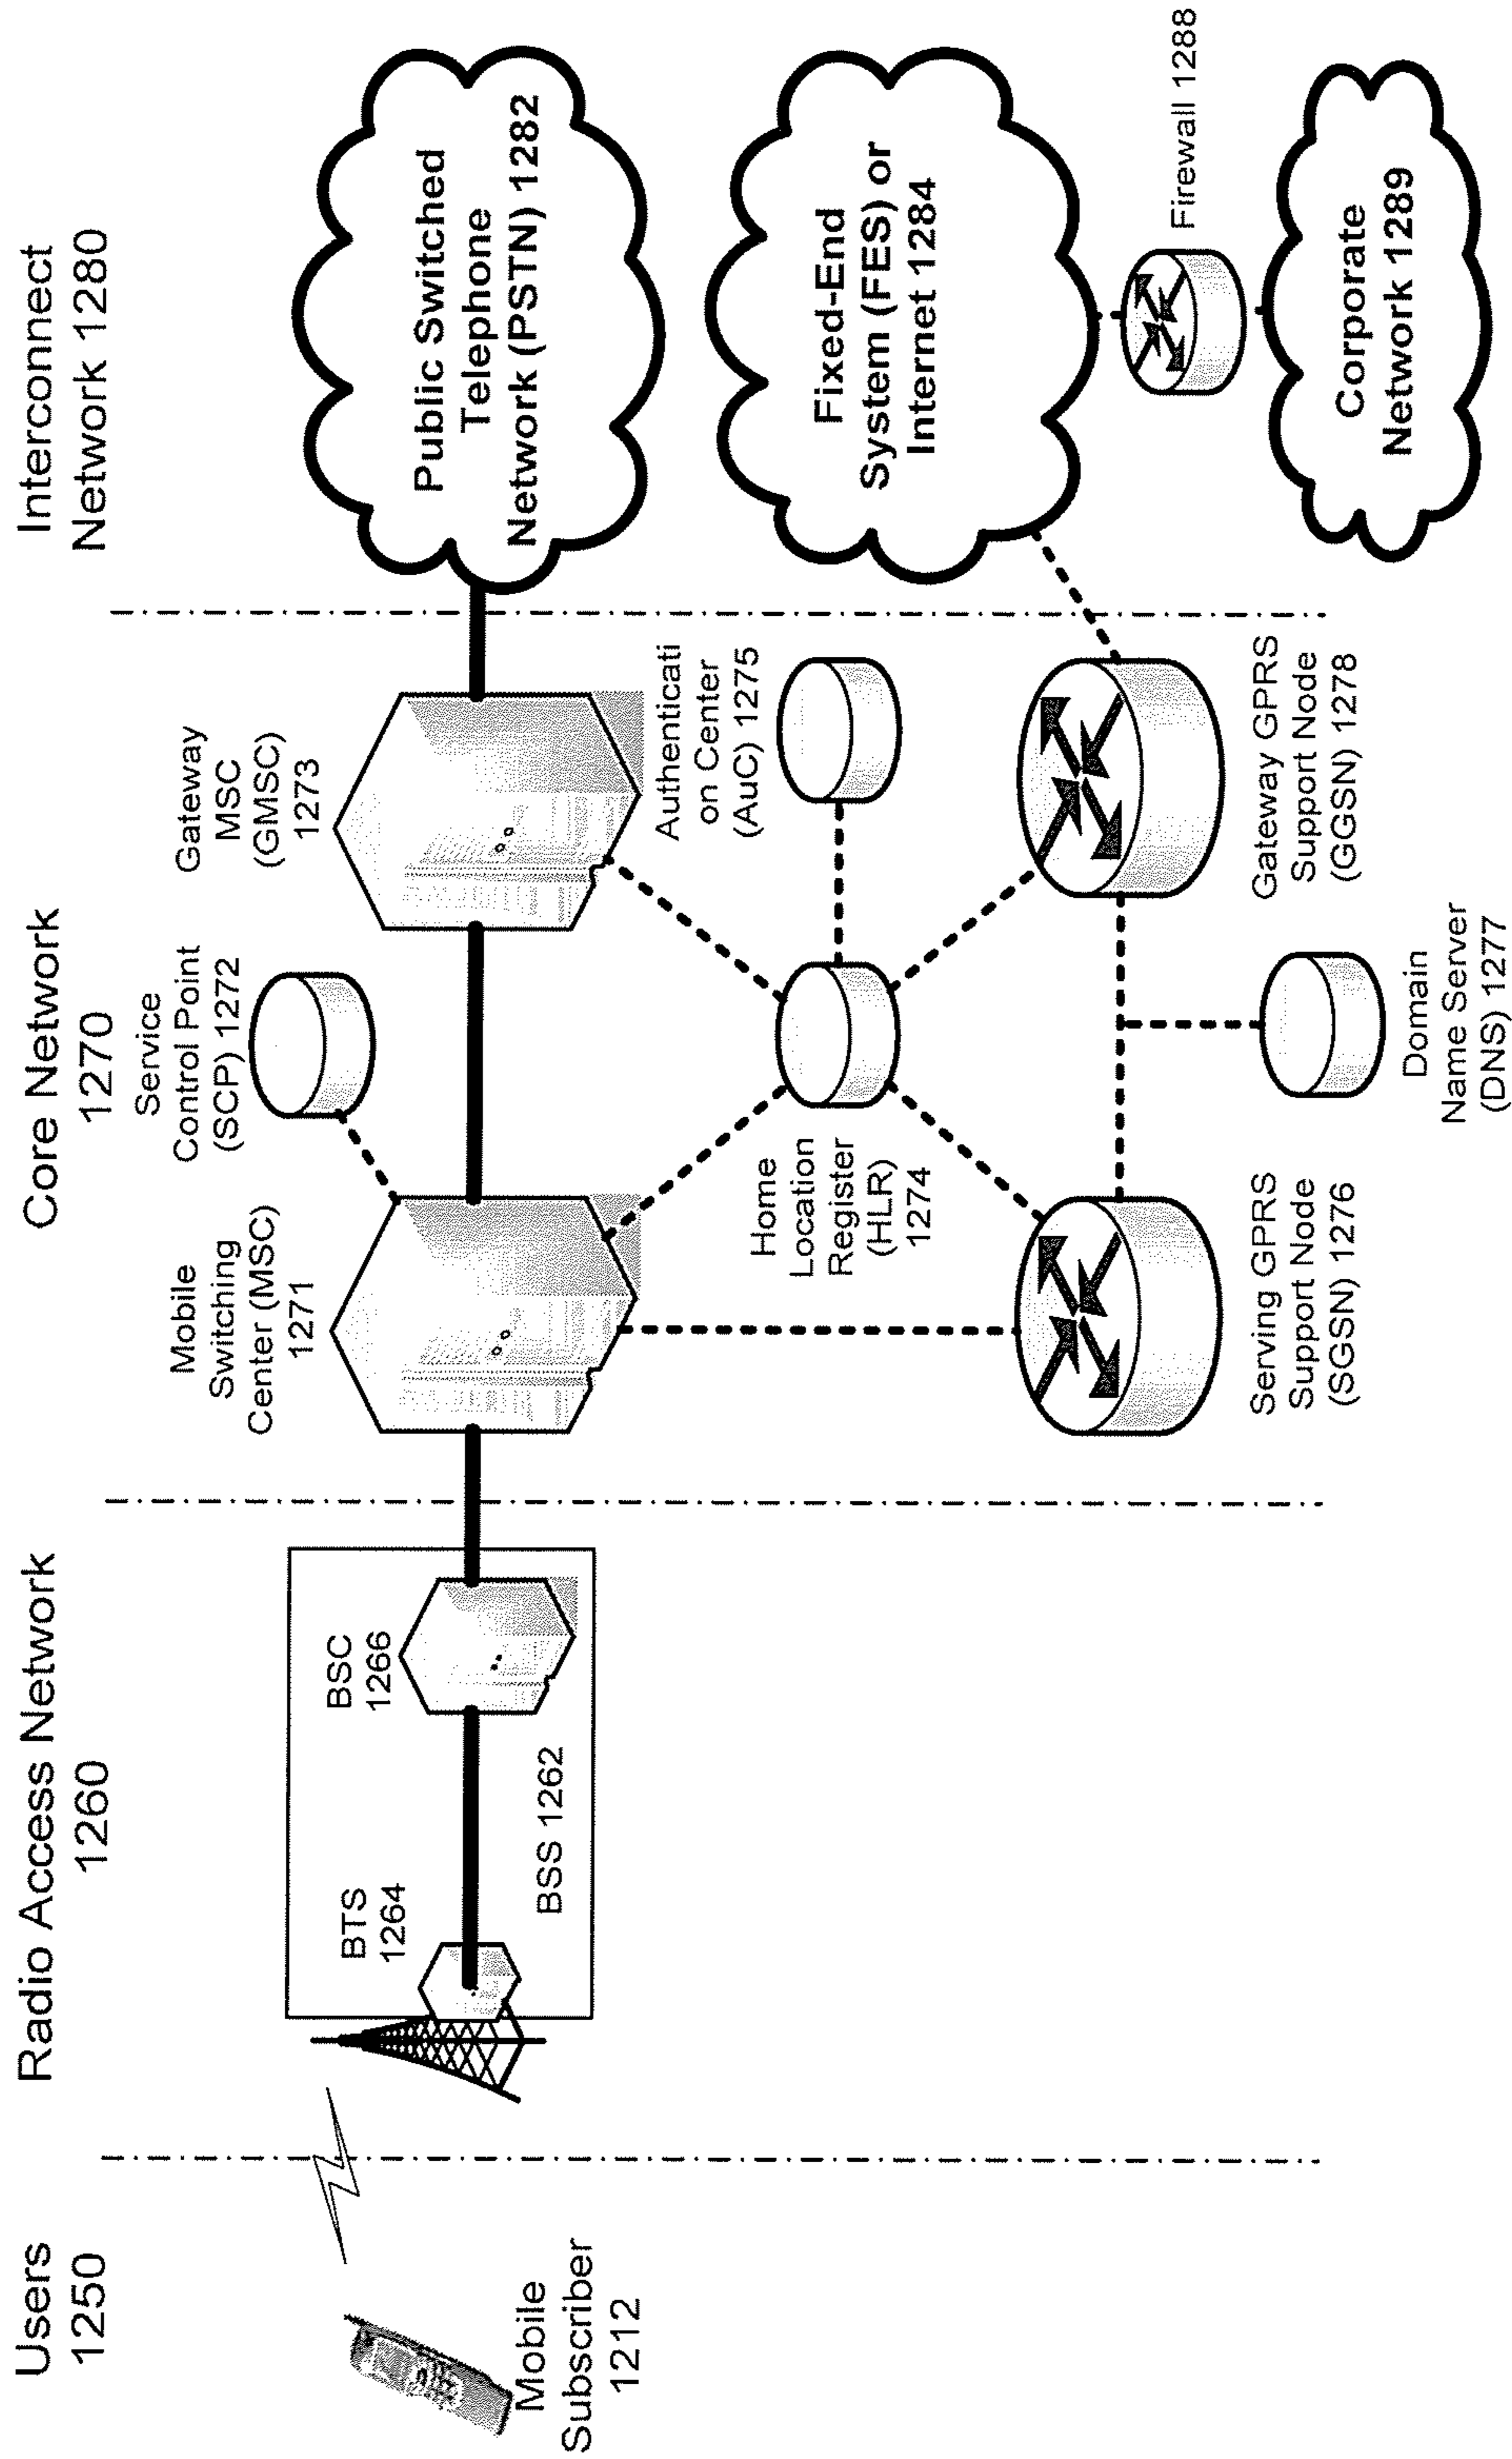 Users
1250
Radio Access Network
1260
Core Network
1270
Interconnect
Network 1280
Mobile
Subscriber
1212
BTS
1264
BSC
1266
BSS 1262
Mobile
Switching
Center (MSC)
1271
Service
Control Point
(SCP) 1272
Gateway
MSC
(GMSC)
1273
Home
Location
Register
(HLR)
1274
Authenticati
on Center
(AuC) 1275
Serving GPRS
Support Node
(SGSN) 1276
Domain
Name Server
(DNS) 1277
Gateway GPRS
Support Node
(GGSN) 1278
Public Switched
Telephone
Network (PSTN) 1282
Fixed-End
System (FES) or
Internet 1284
Firewall 1288
Corporate
Network 1289